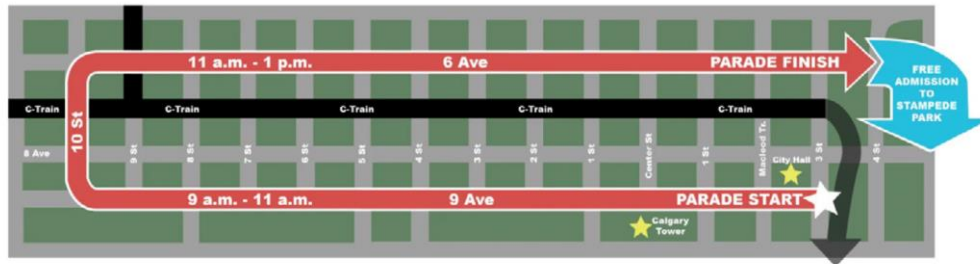 11 a.m. - 1 p.m. 6 Ave PARADE FINISH
FREE
ADMISSION
TO
STAMPEDE
PARK
C-Train C-Train C-Train C-Train C-Train
10 St
8 Ave 9 St 8 St 7 St 6 St 5 St 4 St 3 St 2 St 1 St Center St 1 St Macleod Tr. 3 St 4 St
City Hall
9 a.m. - 11 a.m. 9 Ave PARADE START
Calgary
Tower